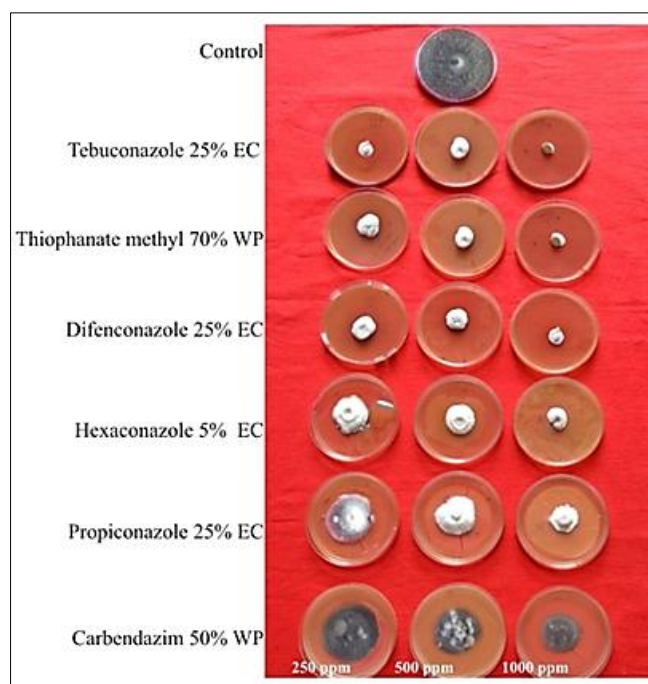 Control
Tebuconazole 25% EC
Thiophanate methyl 70% WP
Difenconazole 25% EC
Hexaconazole 5% EC
Propiconazole 25% EC
Carbendazim 50% WP
250 ppm 500 ppm 1000 ppm